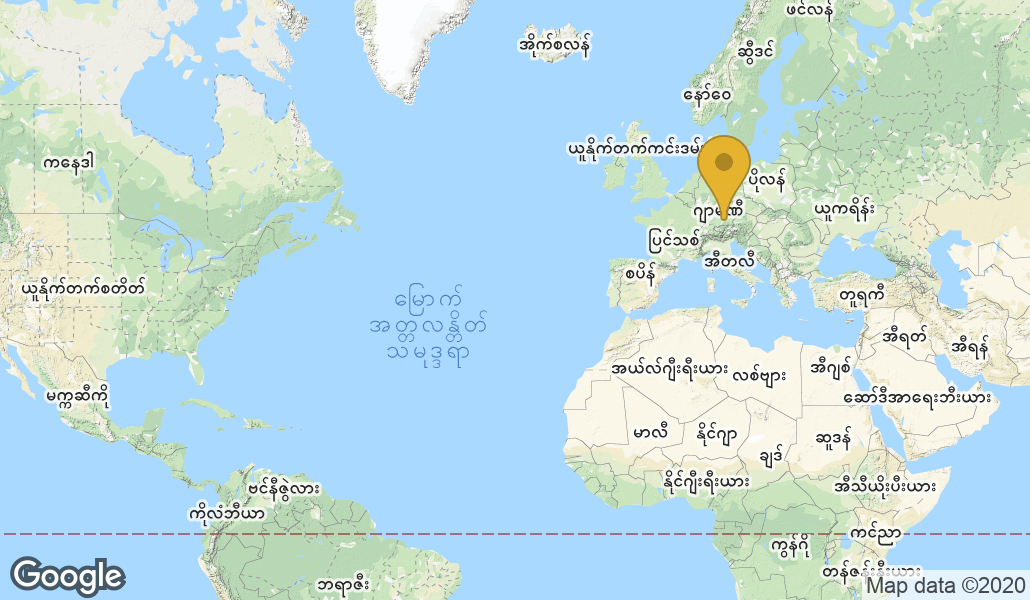 ဖင်လန်
အိုက်စလန်
ဆွီဒင်
နော်ဝေ
ယူနိုက်တက်ကင်းဒမ်း
ကနေဒါ
ပိုလန်
ဂျာမဏီ
ယူကရိန်း
ပြင်သစ်
အီတလီ
စပိန်
ယူနိုက်တက်စတိတ်
တူရကီ
မြောက်
အတ္တလန္တိတ်
သမုဒ္ဒရာ
အီရတ်
အီရန်
အယ်လ်ဂျီးရီးယား
လစ်ဗျား
အီဂျစ်
မက္ကဆီကို
ဆော်ဒီအာရေးဘီးယား
မာလီ
နိုင်ဂျာ
ဆူဒန်
ချဒ်
နိုင်ဂျီးရီးယား
အီသီယိုးပီးယား
ဗင်နီဇွဲလား
ကိုလံဘီယာ
ကင်ညာ
ကွန်ဂို
တန်ဇန်းနီးယား
ဘရာဇီး
Google
Map data ©2020